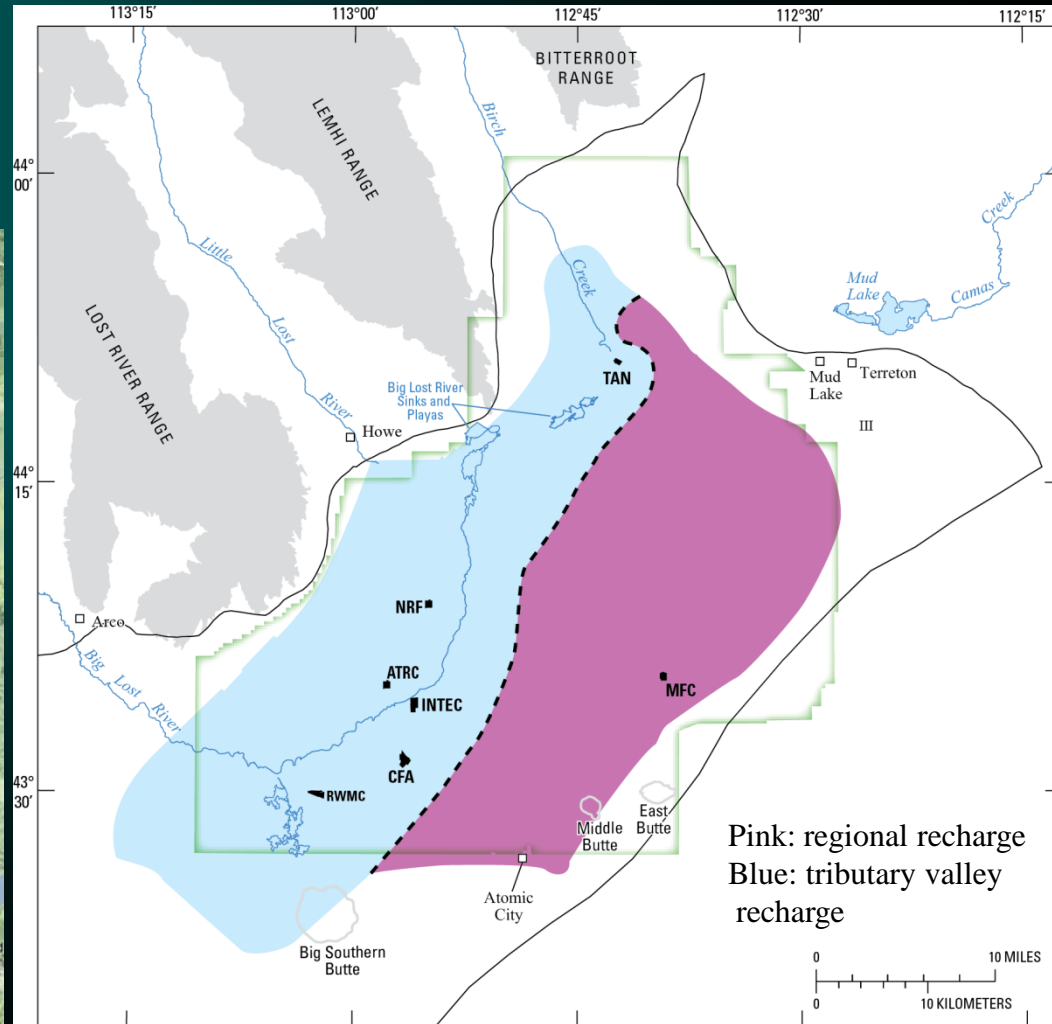 113°15'
113°00'
112°45'
112°30'
112°15'
BITTERROOT
RANGE
LEMHI RANGE
Birch
44°
00'
Creek
Little
Lost
River
Creek
Mud
Lake
Camas
LOST RIVER RANGE
TAN
Mud
Lake
Terreton
Big Lost River
Sinks and
Playas
III
Howe
44°
15'
NRF
Arco
Big Lost River
ATRC
INTEC
MFC
CFA
RWMC
43°
30'
Middle
Butte
East
Butte
Pink: regional recharge
Blue: tributary valley
recharge
Atomic
City
Big Southern
Butte
0
10 MILES
0
10 KILOMETERS